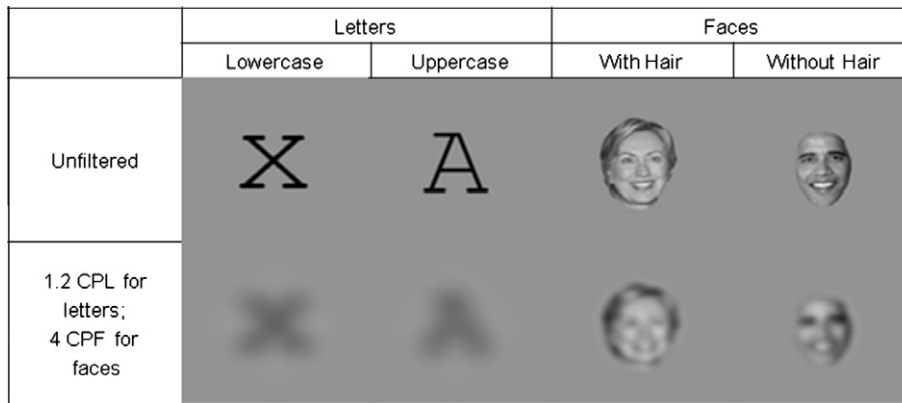 Letters Faces
Lowercase Uppercase With Hair Without Hair
Unfiltered
X A
1.2 CPL for
letters;
4 CPF for
faces
X A